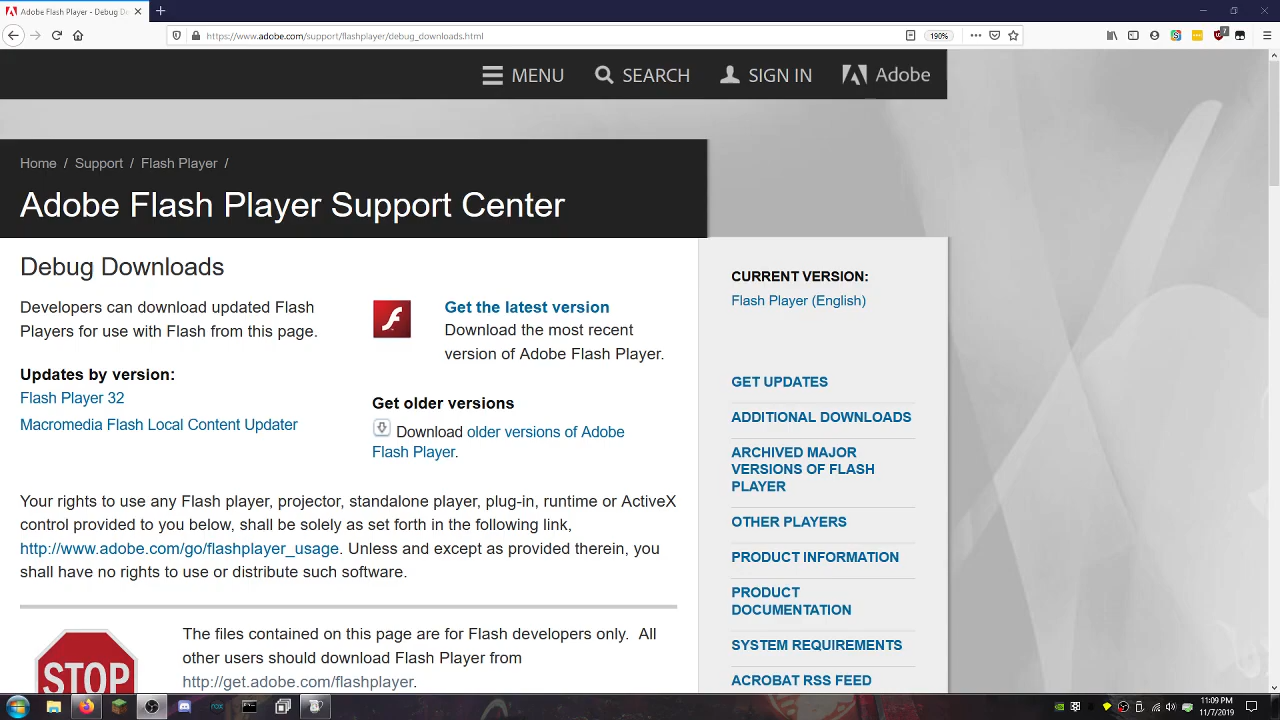 Adobe Flash Player - Debug Do
https://www.adobe.com/support/flashplayer/debug_downloads.html
190%
7
MENU
SEARCH
SIGN IN
Adobe
Home / Support / Flash Player /
Adobe Flash Player Support Center
Debug Downloads
Developers can download updated Flash
Players for use with Flash from this page.
Updates by version:
Flash Player 32
Macromedia Flash Local Content Updater
Get the latest version
Download the most recent
version of Adobe Flash Player.
Get older versions
Download older versions of Adobe
Flash Player.
Your rights to use any Flash player, projector, standalone player, plug-in, runtime or ActiveX
control provided to you below, shall be solely as set forth in the following link,
http://www.adobe.com/go/flashplayer_usage. Unless and except as provided therein, you
shall have no rights to use or distribute such software.
STOP
The files contained on this page are for Flash developers only. All
other users should download Flash Player from
http://get.adobe.com/flashplayer.
CURRENT VERSION:
Flash Player (English)
GET UPDATES
ADDITIONAL DOWNLOADS
ARCHIVED MAJOR
VERSIONS OF FLASH
PLAYER
OTHER PLAYERS
PRODUCT INFORMATION
PRODUCT
DOCUMENTATION
SYSTEM REQUIREMENTS
ACROBAT RSS FEED
11:09 PM
11/7/2019